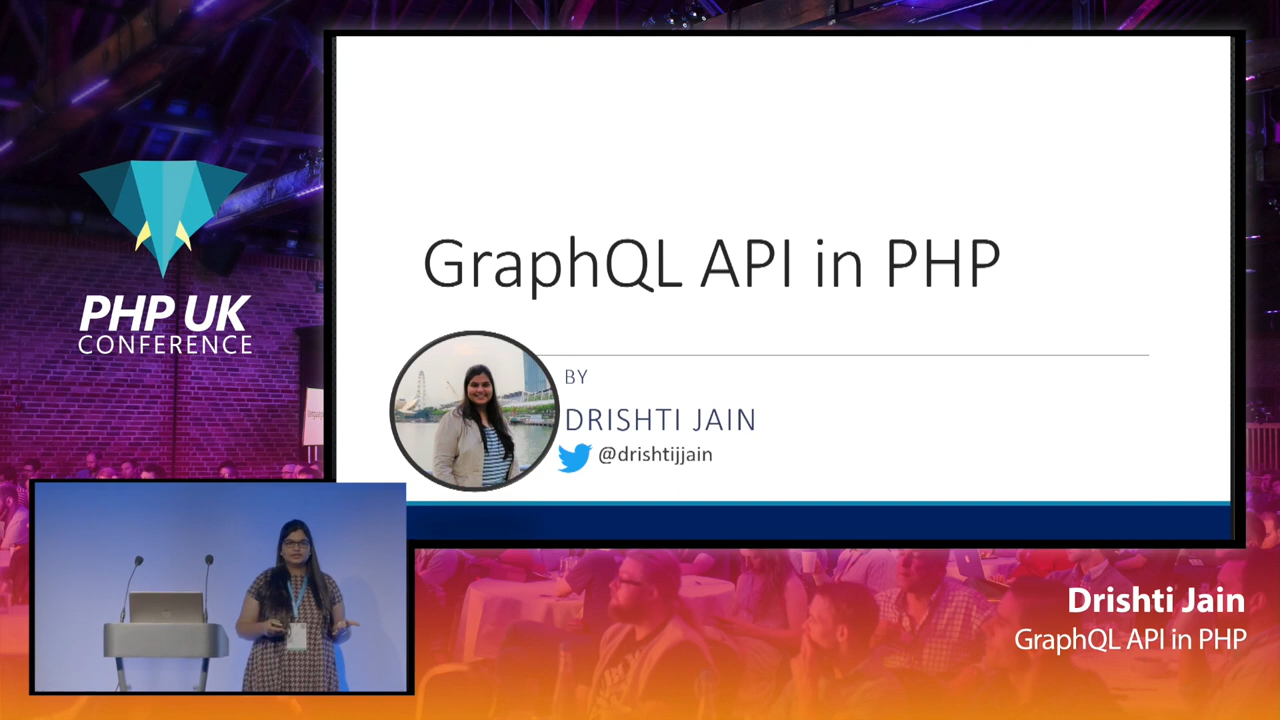 PHP UK
CONFERENCE
GraphQL API in PHP
BY
DRISHTI JAIN
@drishtijjain
Drishti Jain
GraphQL API in PHP